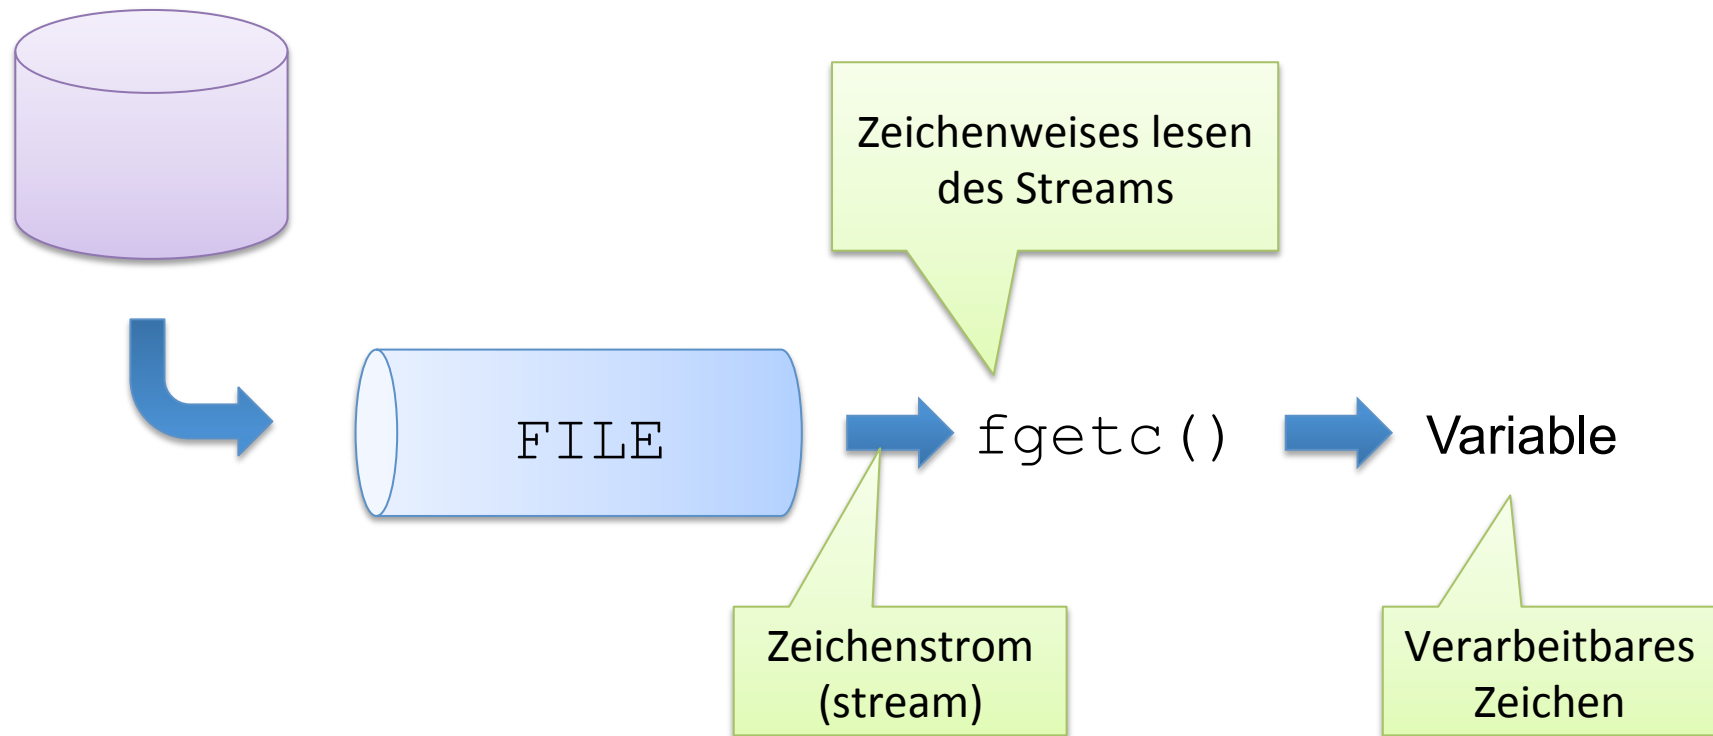 Zeichenweises lesen
des Streams
FILE
fgetc()
Variable
Zeichenstrom
(stream)
Verarbeitbares
Zeichen